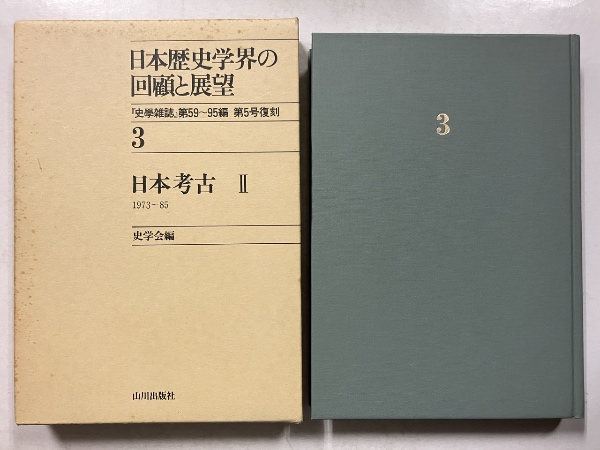 日本歴史学界の
回顧と展望
『史學雑誌』第59〜95編 第5号復刻
3
日本考古 Ⅱ
1973−85
史学会編
山川出版社
3